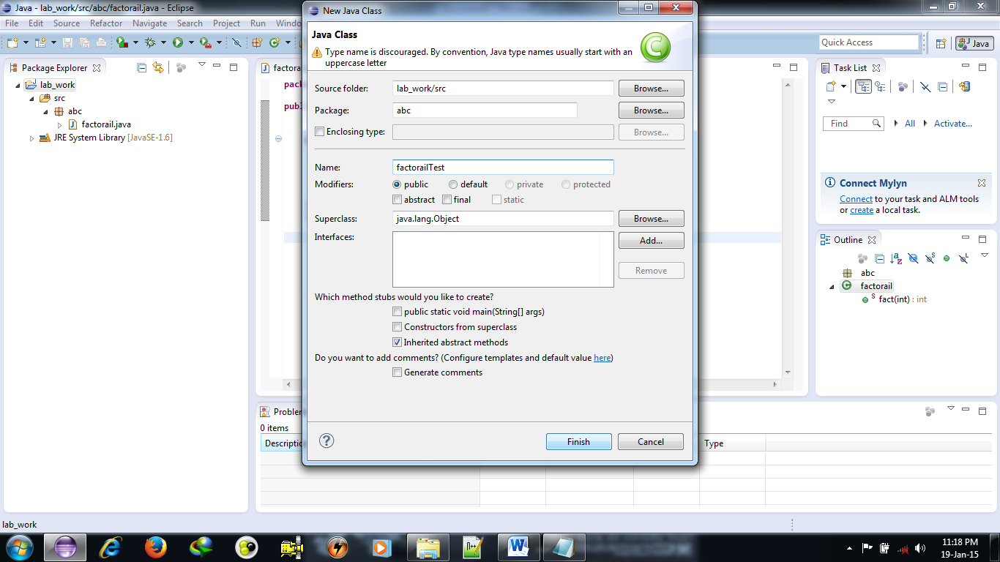 Java - lab_work/src/abc/factorail.java - Eclipse
File Edit Source Refactor Navigate Search Project Run Windo
Quick Access
Java
Package Explorer
lab_work
src
abc
factorail.java
JRE System Library [JavaSE-1.6]
factora
pack
publ
New Java Class
Java Class
Type name is discouraged. By convention, Java type names usually start with an
uppercase letter
Source folder: lab_work/src Browse...
Package: abc Browse...
Enclosing type: Browse...
Name: factorailTest
Modifiers: public default private protected
abstract final static
Superclass: java.lang.Object Browse...
Interfaces: Add...
Remove
Which method stubs would you like to create?
public static void main(String[] args)
Constructors from superclass
Inherited abstract methods
Do you want to add comments? (Configure templates and default value here)
Generate comments
Finish Cancel
Task List
Find All Activate...
Connect Mylyn
Connect to your task and ALM tools
or create a local task.
Outline
abc
factorail
fact(int) : int
Problem
0 items
Descriptio Type
lab_work
11:18 PM
19-Jan-15